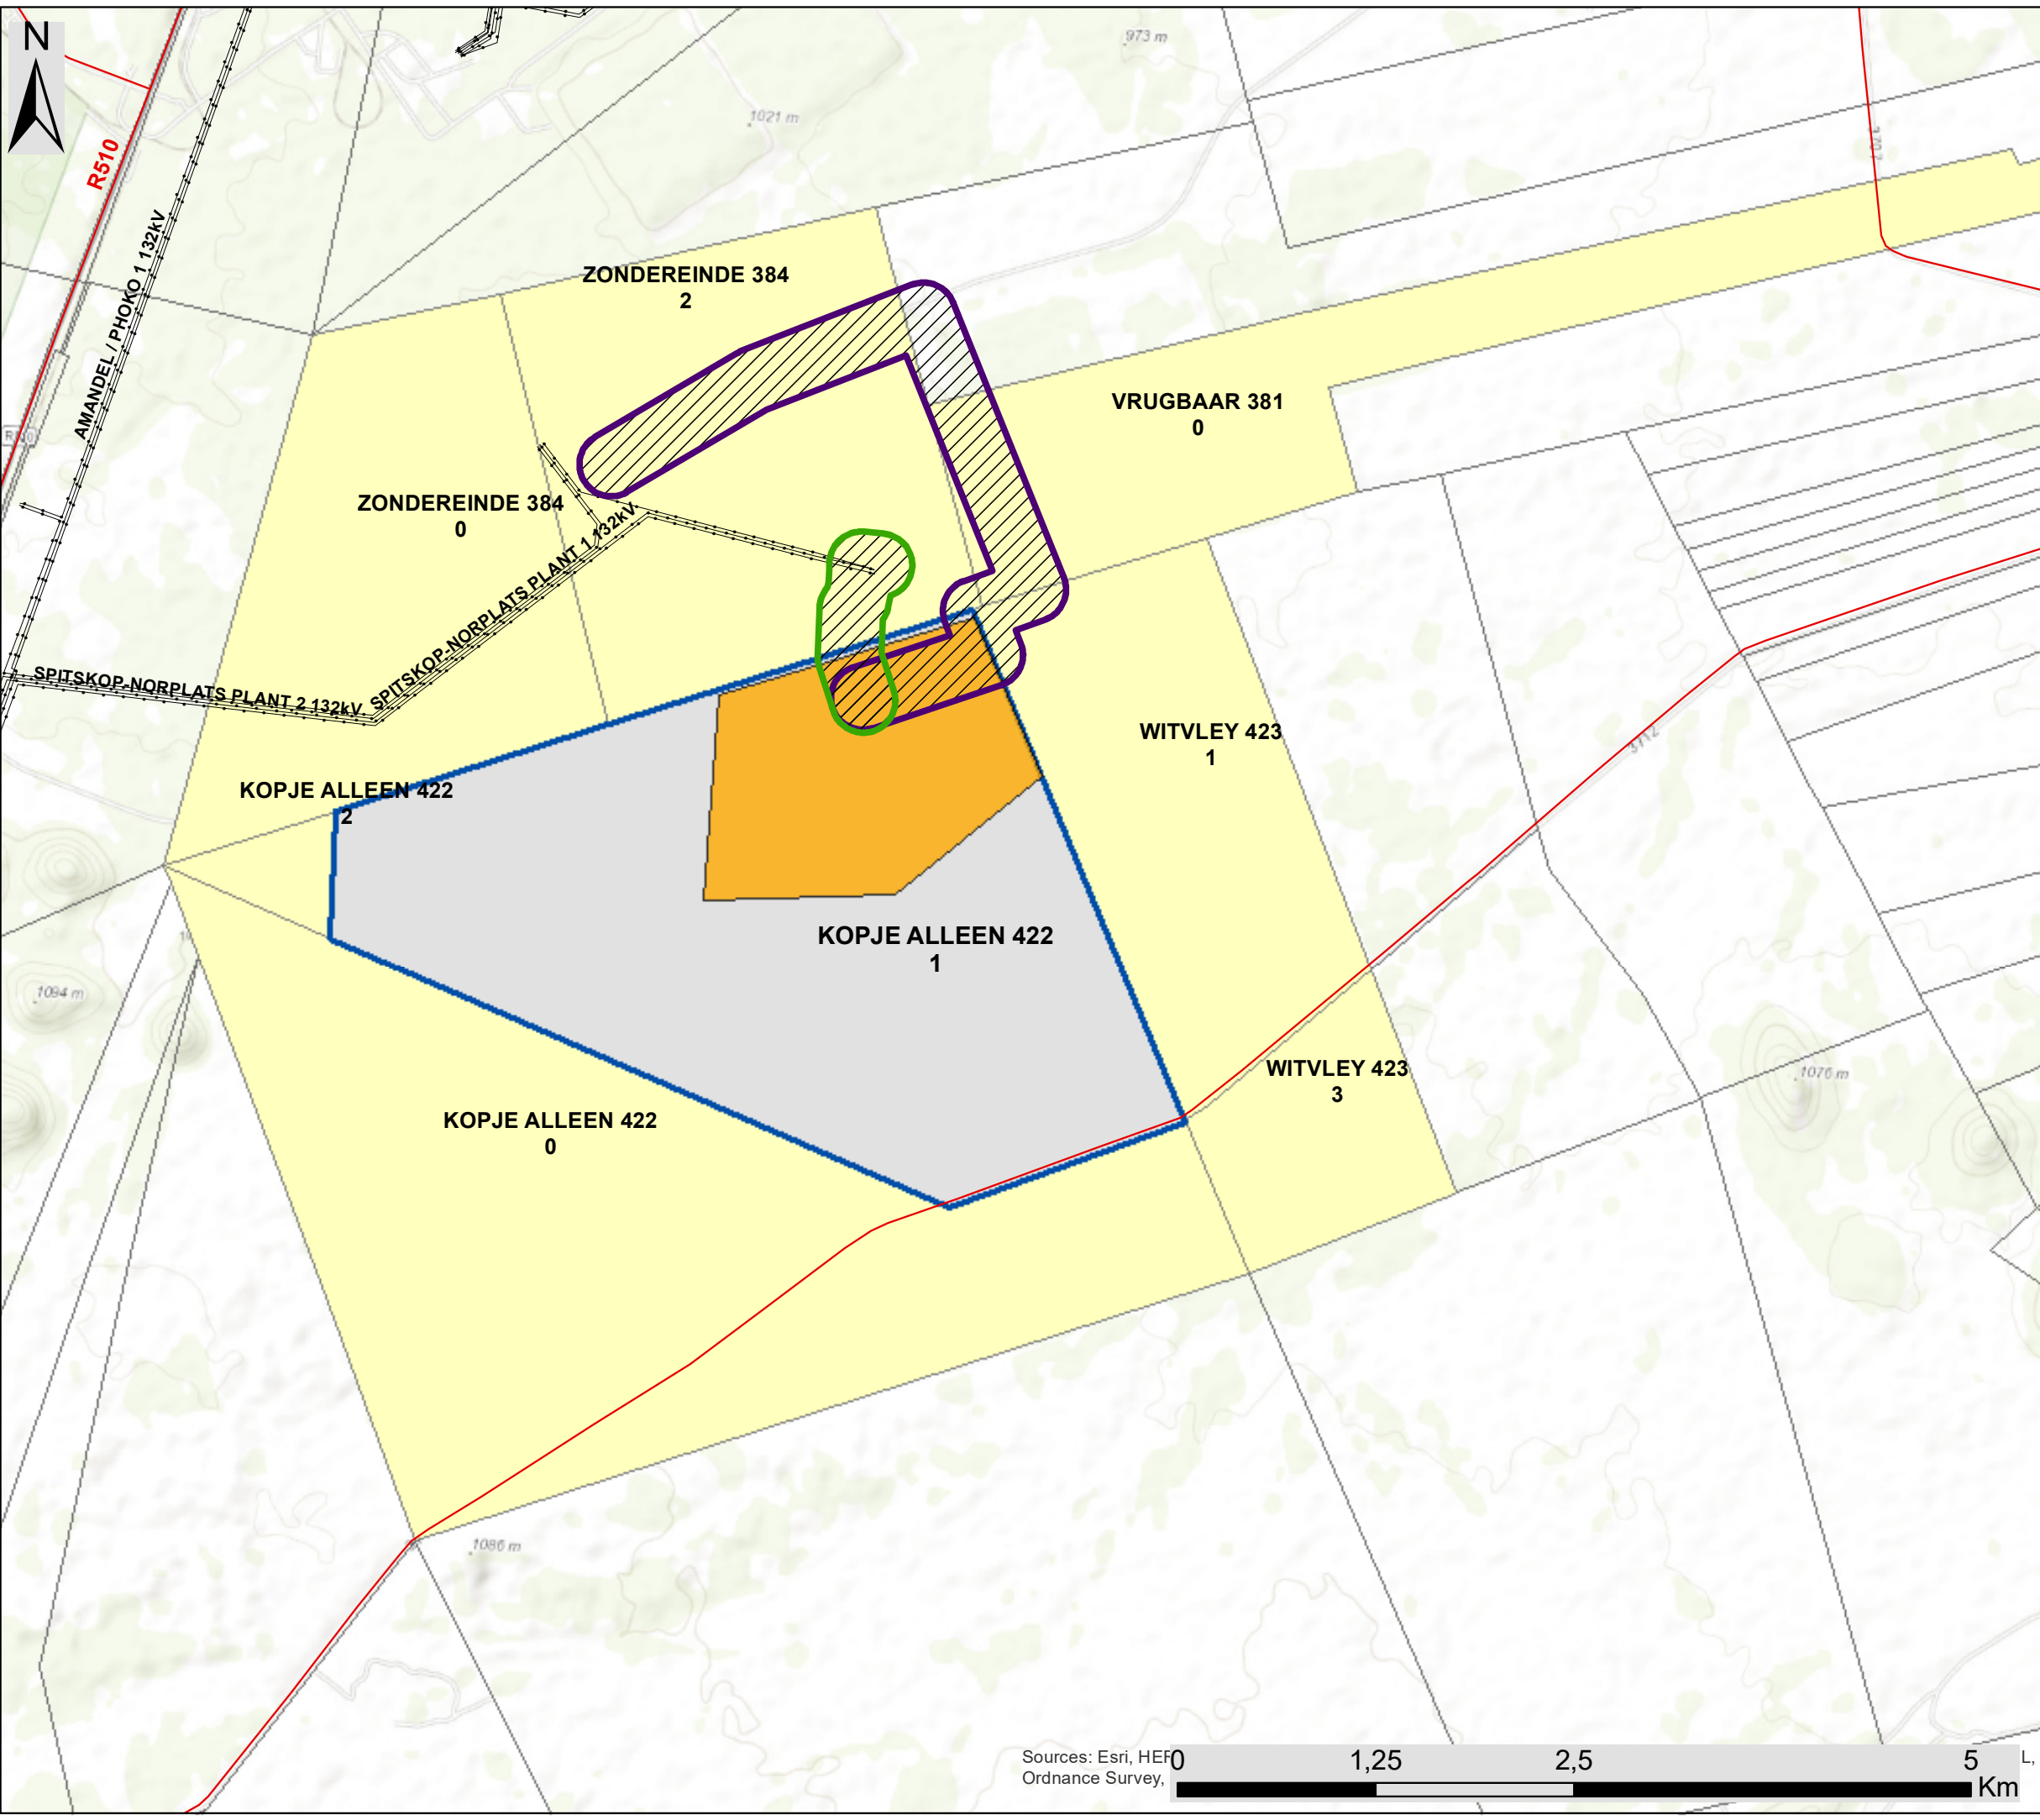 N
973 m
1021 m
3707
R510
AMANDEL / PHOKO 1 132kV
ZONDEREINDE 384
2
VRUGBAAR 381
0
ZONDEREINDE 384
0
SPITSKOP-NORPLATS PLANT 1 132kV
SPITSKOP-NORPLATS PLANT 2 132kV
WITVLEY 423
1
3712
KOPJE ALLEEN 422
2
KOPJE ALLEEN 422
1
1094 m
WITVLEY 423
3
1076 m
KOPJE ALLEEN 422
0
1086 m
Sources: Esri,
Ordnance Survey,
0 1,25 2,5 5
Km
L,